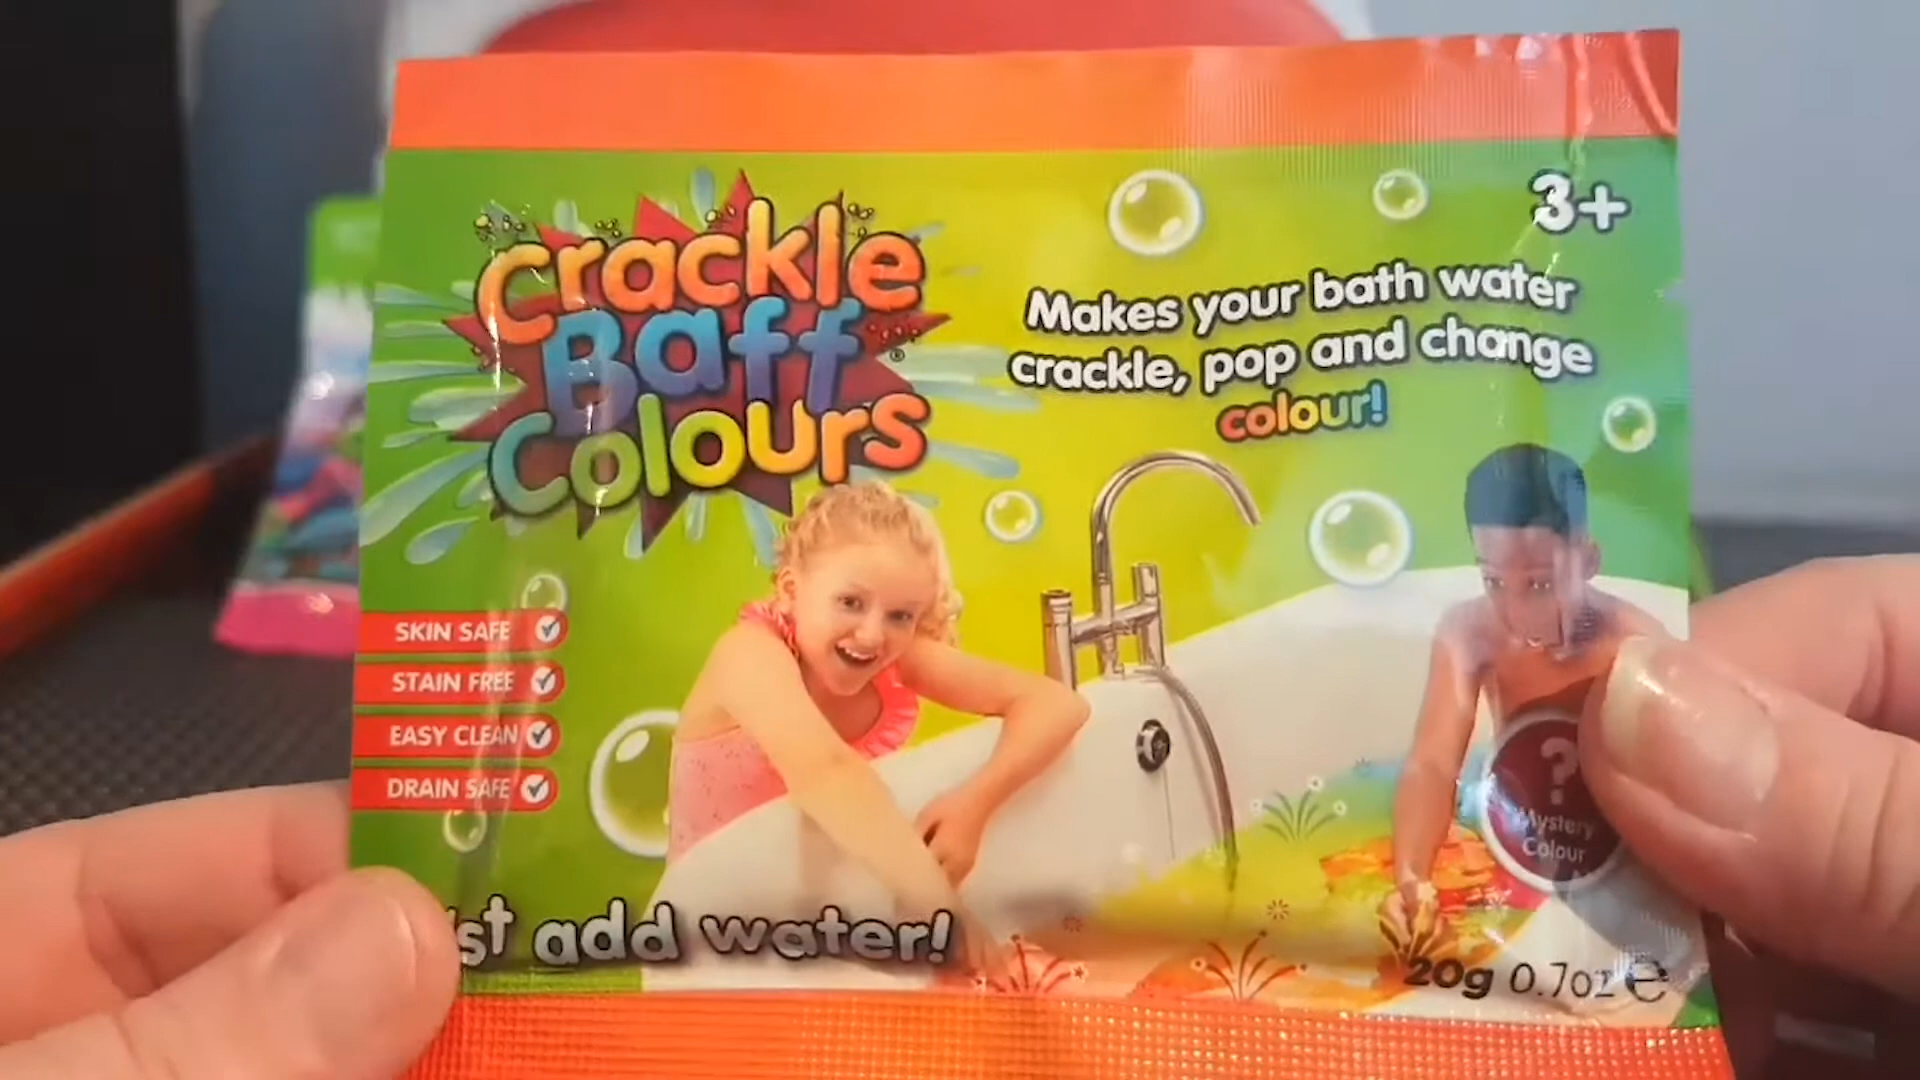 Crackle
Baff
Colours
®
3+
Makes your bath water
crackle, pop and change
colour!
SKIN SAFE
STAIN FREE
EASY CLEAN
DRAIN SAFE
?
Mystery
Colour
st add water!
20g 0.7oz e